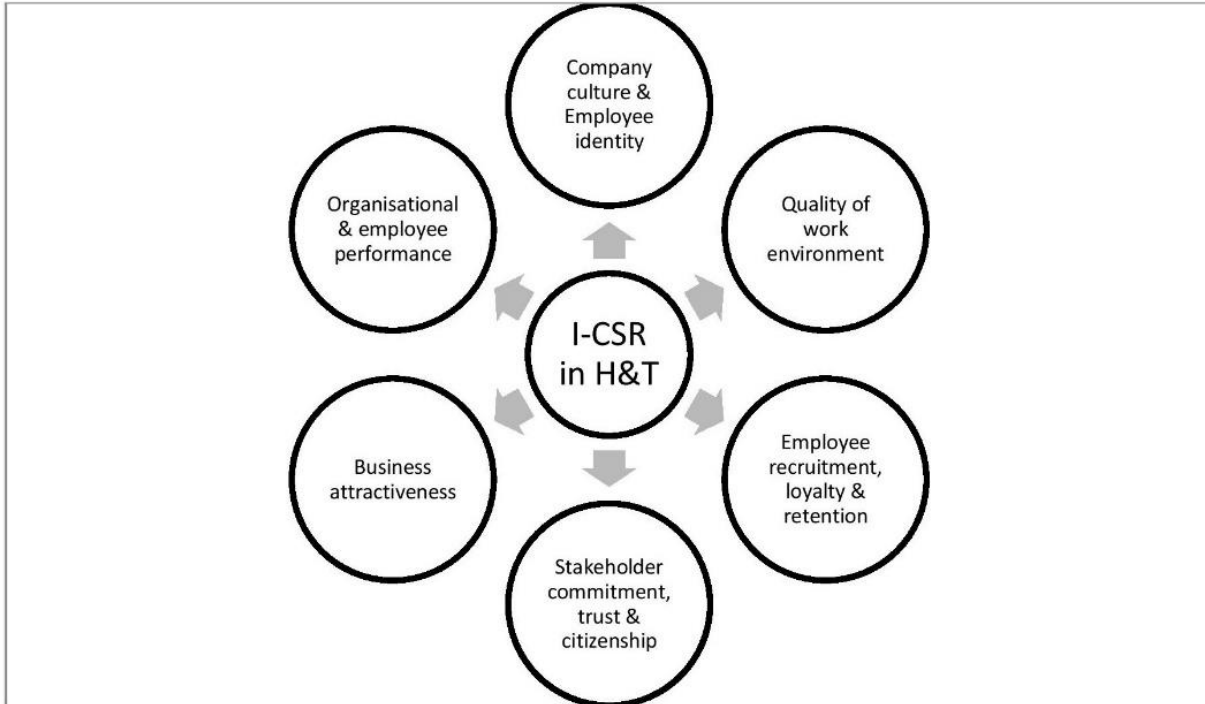 Company
culture &
Employee
identity
Organisational
& employee
performance
Quality of
work
environment
I-CSR
in H&T
Business
attractiveness
Employee
recruitment,
loyalty &
retention
Stakeholder
commitment,
trust &
citizenship